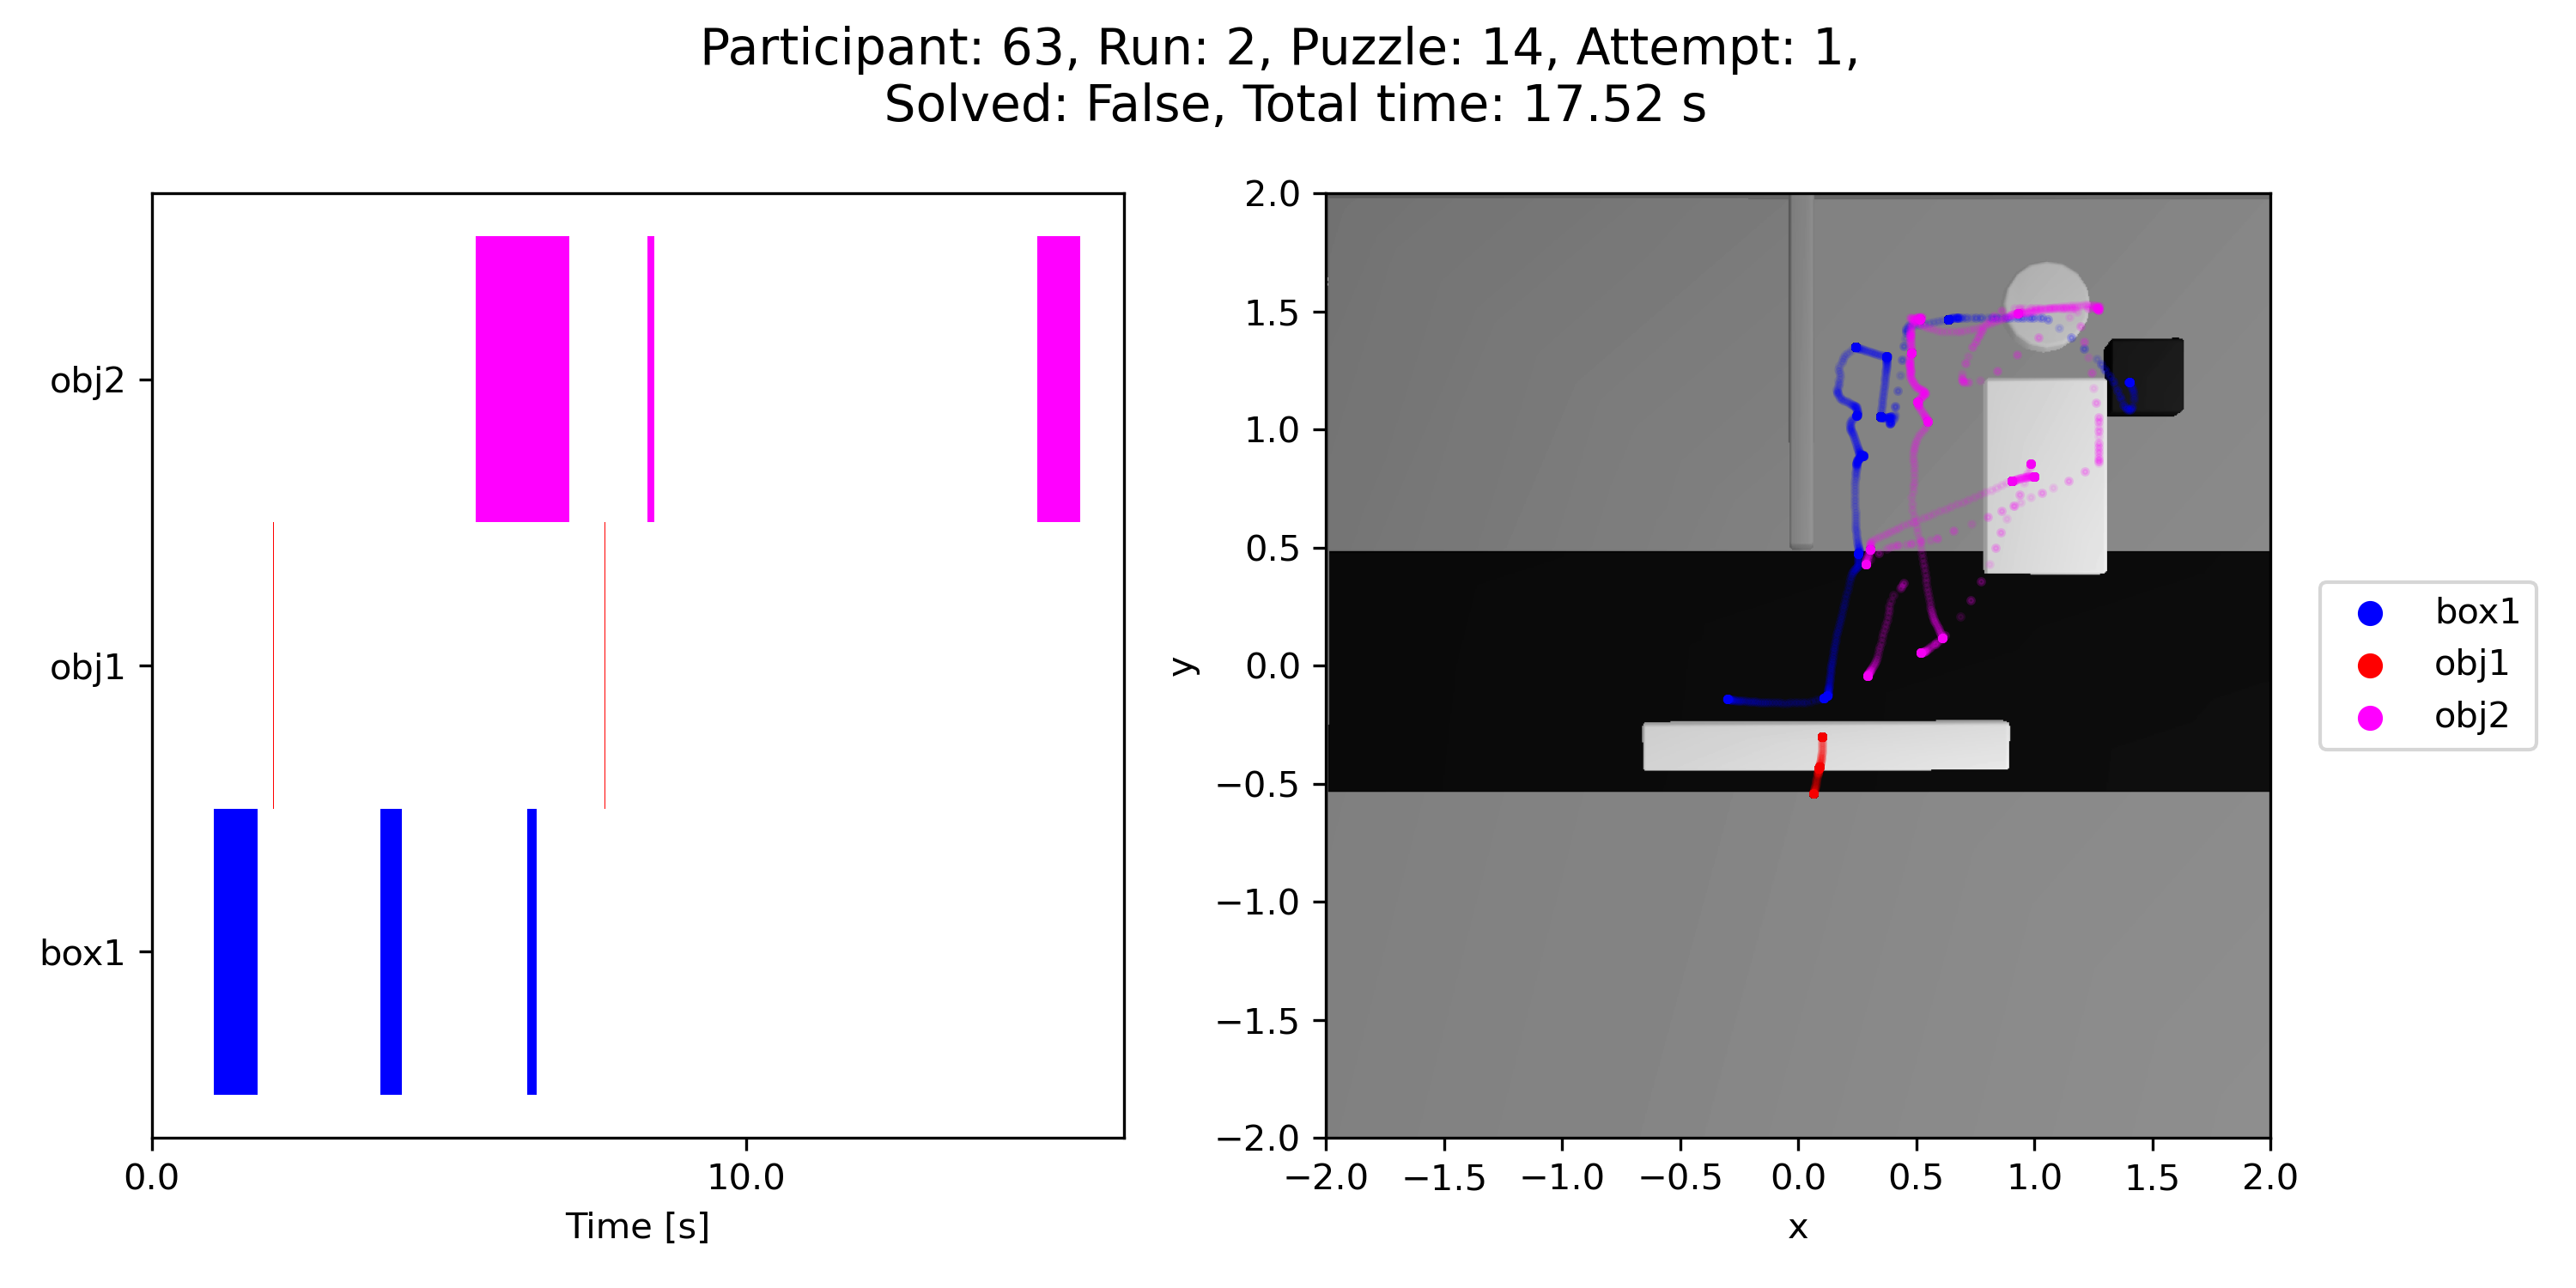 Participant: 63, Run: 2, Puzzle: 14, Attempt: 1,
Solved: False, Total time: 17.52 s
obj2
obj1
box1
0.0
10.0
Time [s]
2.0
1.5
1.0
0.5
0.0
−0.5
−1.0
−1.5
−2.0
y
−2.0
−1.5
−1.0
−0.5
0.0
0.5
1.0
1.5
2.0
x
box1
obj1
obj2